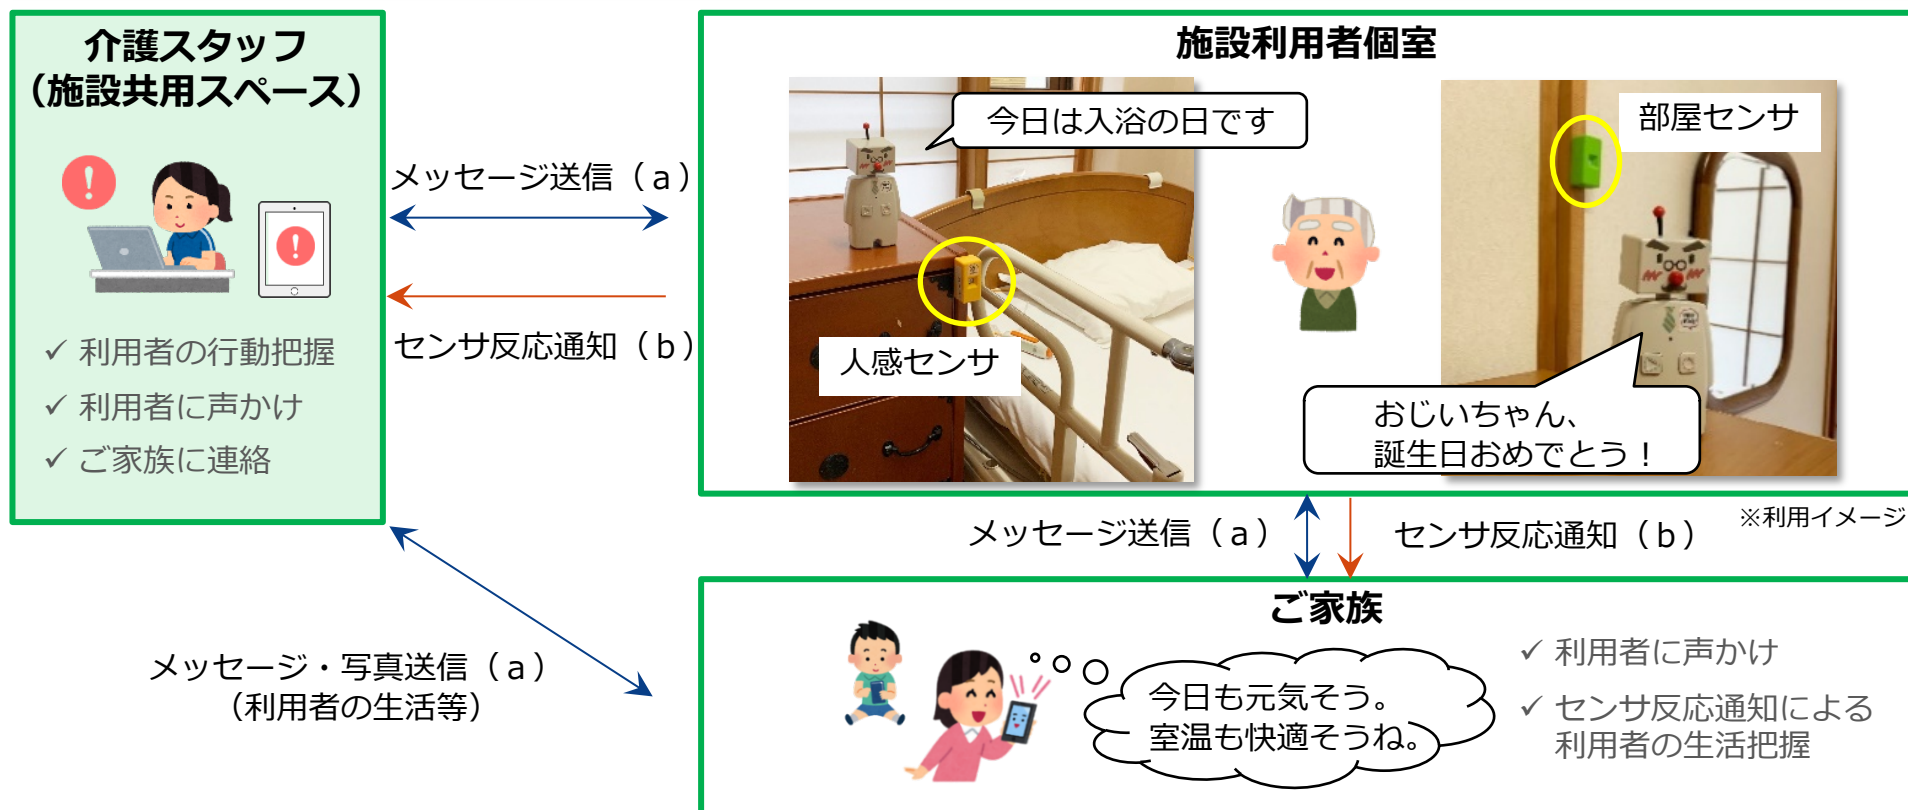 介護スタッフ
（施設共用スペース）
✓ 利用者の行動把握
✓ 利用者に声かけ
✓ ご家族に連絡
メッセージ送信（a）
センサ反応通知（b）
施設利用者個室
今日は入浴の日です
人感センサ
部屋センサ
おじいちゃん、
誕生日おめでとう！
※利用イメージ
メッセージ送信（a）
センサ反応通知（b）
メッセージ・写真送信（a）
（利用者の生活等）
ご家族
今日も元気そう。
室温も快適そうね。
✓ 利用者に声かけ
✓ センサ反応通知による
利用者の生活把握